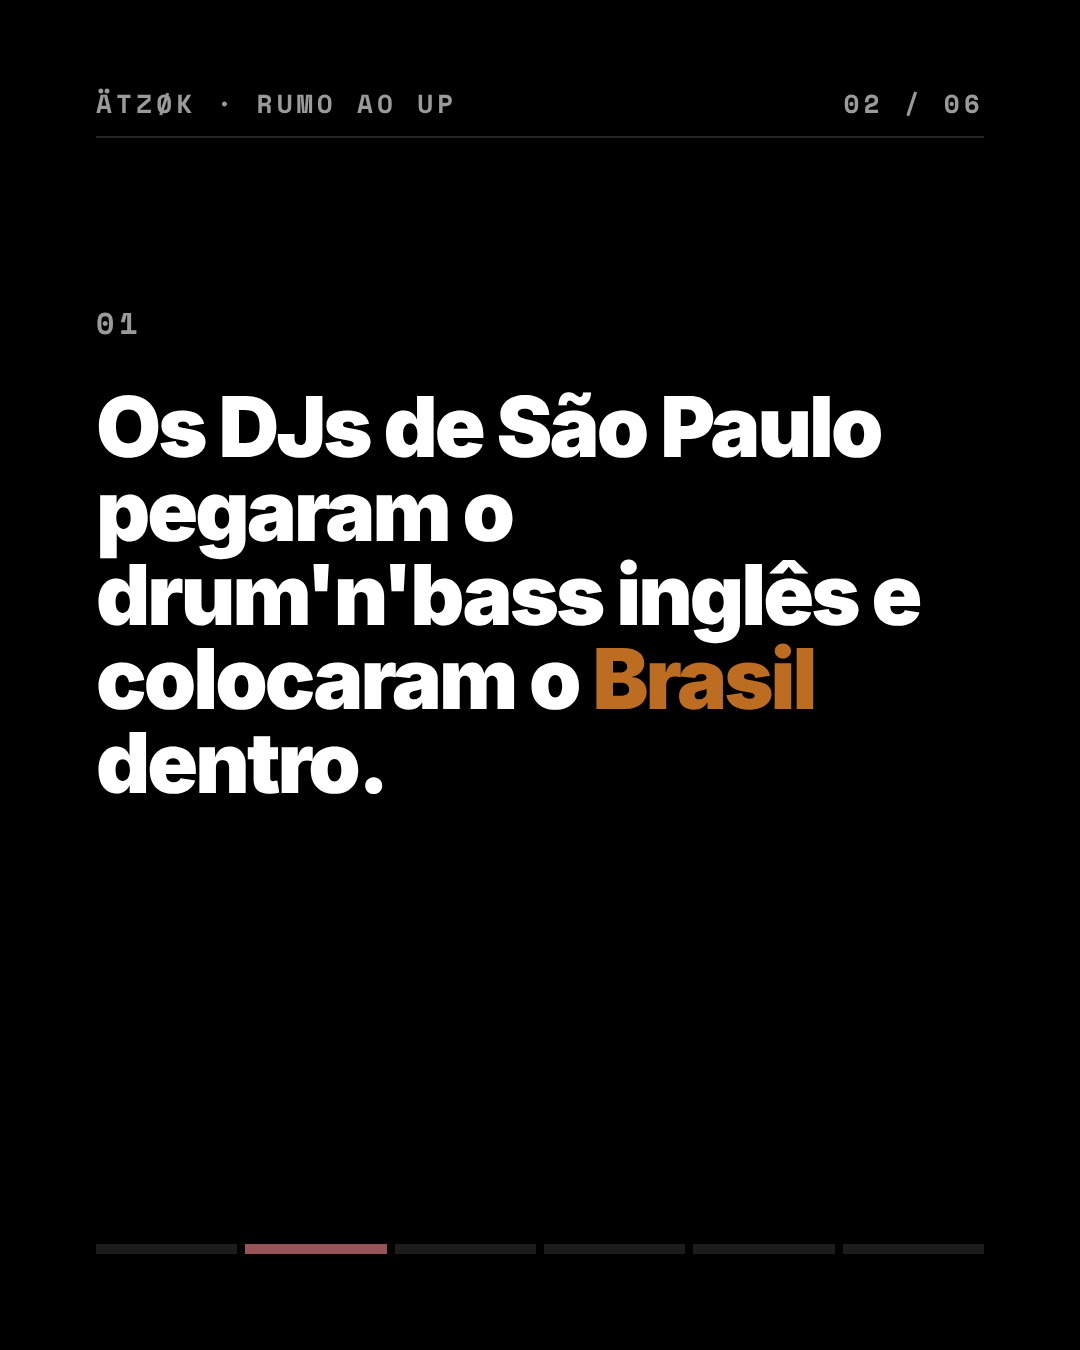 ÄTZØK · RUMO AO UP
02 / 06
01
Os DJs de São Paulo
pegaram o
drum'n'bass inglês e
colocaram o Brasil
dentro.